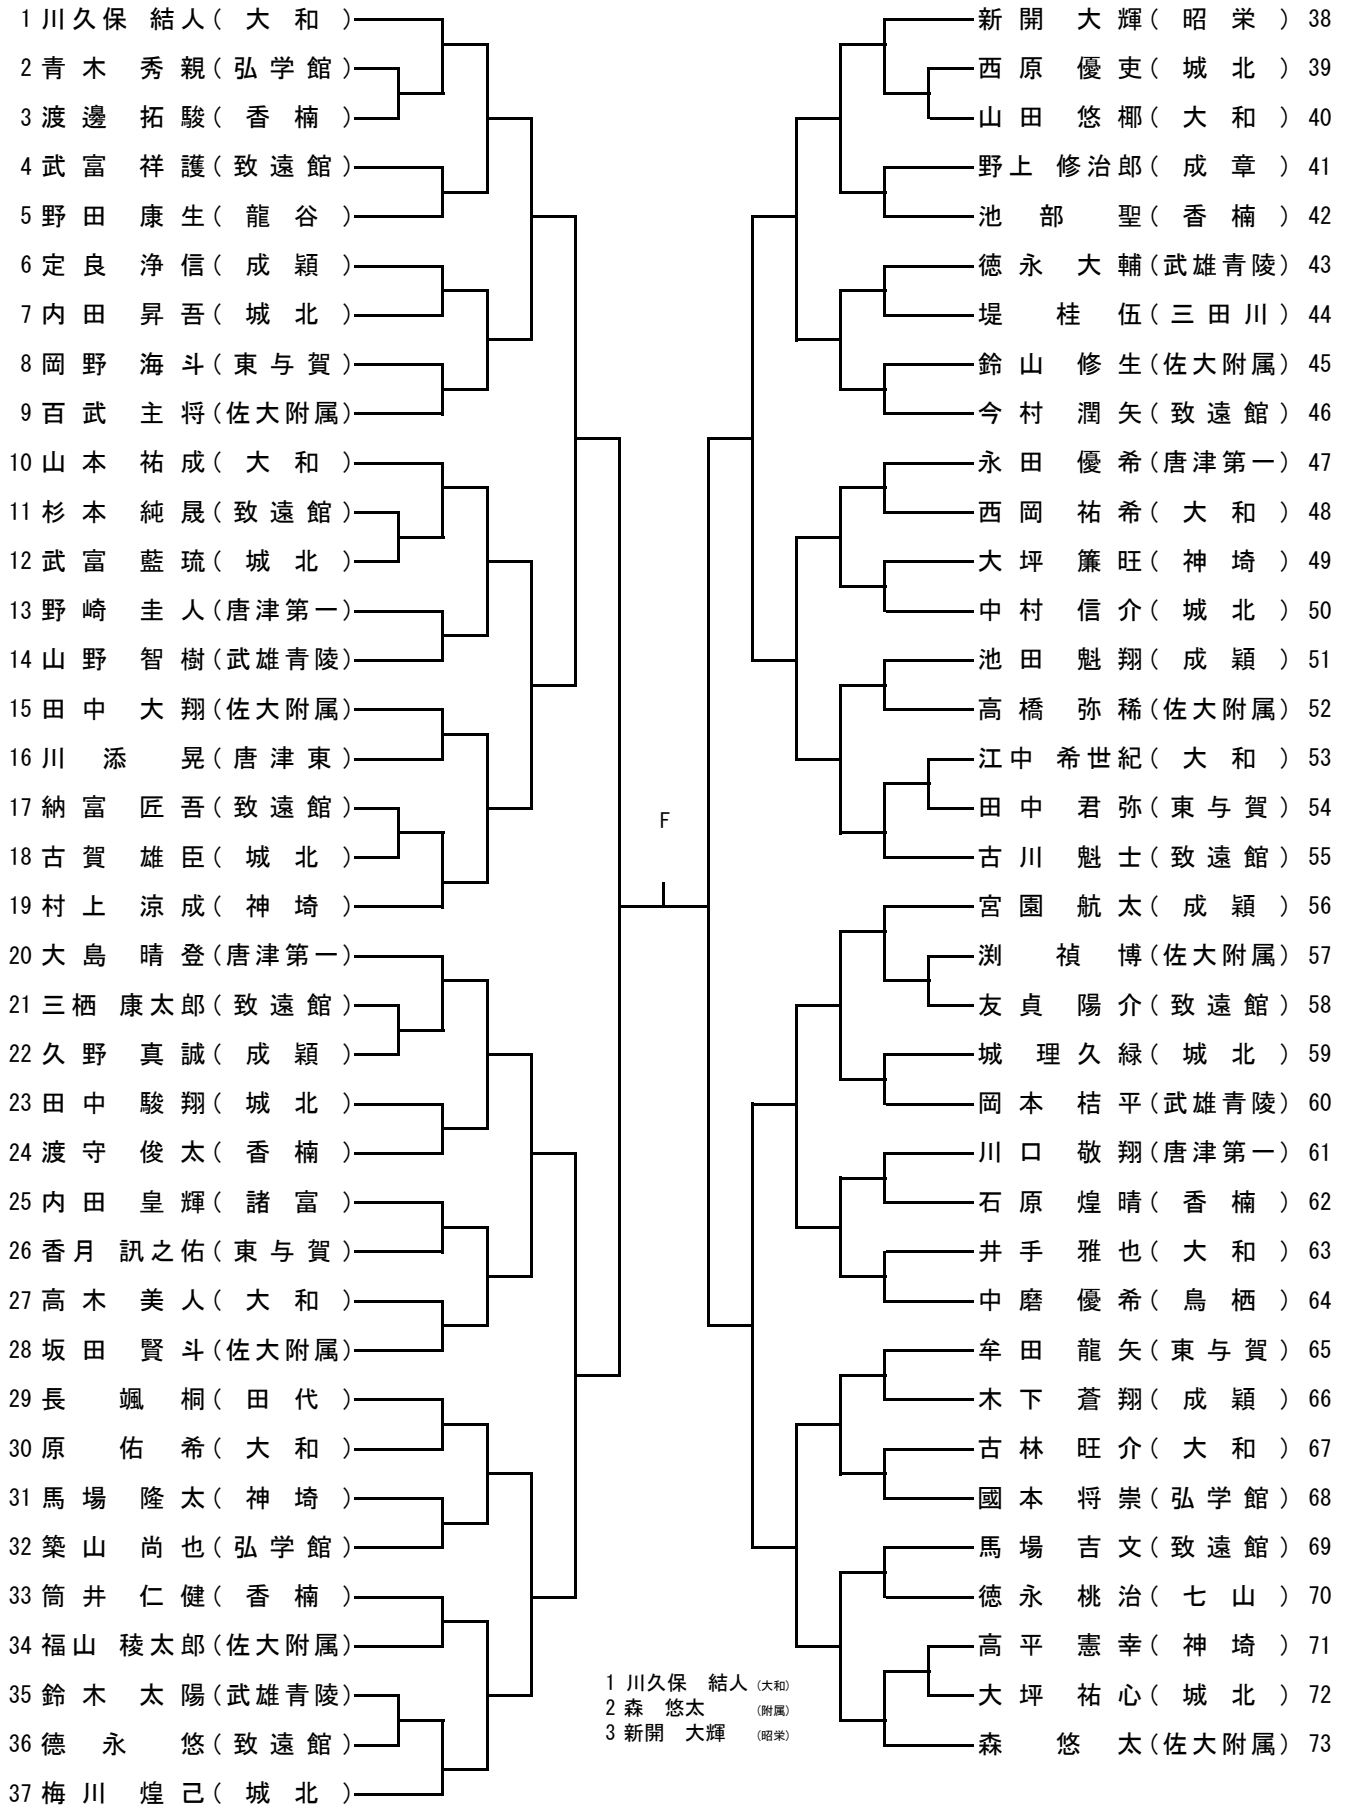 1 川久保 結人 ( 大和 )
2 青木 秀親 ( 弘学館 )
3 渡邊 拓駿 ( 香楠 )
4 武富 祥護 ( 致遠館 )
5 野田 康生 ( 龍谷 )
6 定良 浄信 ( 成穎 )
7 内田 昇吾 ( 城北 )
8 岡野 海斗 ( 東与賀 )
9 百武 主将 (佐大附属)
10 山本 祐成 ( 大和 )
11 杉本 純晟 ( 致遠館 )
12 武富 藍琉 ( 城北 )
13 野崎 圭人 (唐津第一)
14 山野 智樹 (武雄青陵)
15 田中 大翔 (佐大附属)
16 川添 晃 ( 唐津東 )
17 納富 匠吾 ( 致遠館 )
18 古賀 雄臣 ( 城北 )
19 村上 涼成 ( 神埼 )
20 大島 晴登 (唐津第一)
21 三栖 康太郎 ( 致遠館 )
22 久野 真誠 ( 成穎 )
23 田中 駿翔 ( 城北 )
24 渡守 俊太 ( 香楠 )
25 内田 皇輝 ( 諸富 )
26 香月 訊之佑 ( 東与賀 )
27 高木 美人 ( 大和 )
28 坂田 賢斗 (佐大附属)
29 長 颯桐 ( 田代 )
30 原 佑希 ( 大和 )
31 馬場 隆太 ( 神埼 )
32 築山 尚也 ( 弘学館 )
33 筒井 仁健 ( 香楠 )
34 福山 稜太郎 (佐大附属)
35 鈴木 太陽 (武雄青陵)
36 德永 悠 ( 致遠館 )
37 梅川 煌己 ( 城北 )
F
1 川久保 結人 (大和)
2 森 悠太 (附属)
3 新開 大輝 (昭栄)
新開 大輝 ( 昭栄 ) 38
西原 優吏 ( 城北 ) 39
山田 悠椰 ( 大和 ) 40
野上 修治郎 ( 成章 ) 41
池部 聖 ( 香楠 ) 42
徳永 大輔 (武雄青陵) 43
堤 桂伍 ( 三田川 ) 44
鈴山 修生 (佐大附属) 45
今村 潤矢 ( 致遠館 ) 46
永田 優希 (唐津第一) 47
西岡 祐希 ( 大和 ) 48
大坪 簾旺 ( 神埼 ) 49
中村 信介 ( 城北 ) 50
池田 魁翔 ( 成穎 ) 51
高橋 弥稀 (佐大附属) 52
江中 希世紀 ( 大和 ) 53
田中 君弥 ( 東与賀 ) 54
古川 魁士 ( 致遠館 ) 55
宮園 航太 ( 成穎 ) 56
渕 禎博 (佐大附属) 57
友貞 陽介 ( 致遠館 ) 58
城 理久緑 ( 城北 ) 59
岡本 桔平 (武雄青陵) 60
川口 敬翔 (唐津第一) 61
石原 煌晴 ( 香楠 ) 62
井手 雅也 ( 大和 ) 63
中磨 優希 ( 鳥栖 ) 64
牟田 龍矢 ( 東与賀 ) 65
木下 蒼翔 ( 成穎 ) 66
古林 旺介 ( 大和 ) 67
國本 将崇 ( 弘学館 ) 68
馬場 吉文 ( 致遠館 ) 69
徳永 桃治 ( 七山 ) 70
高平 憲幸 ( 神埼 ) 71
大坪 祐心 ( 城北 ) 72
森 悠太 (佐大附属) 73